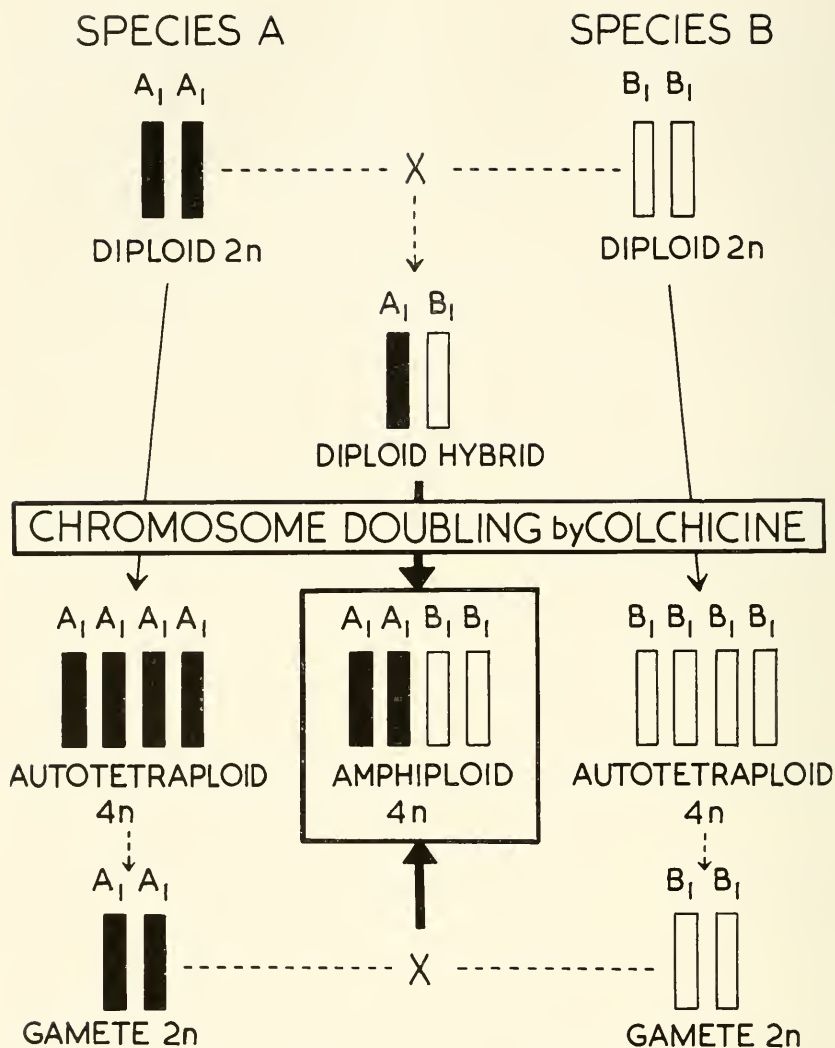 SPECIES A SPECIES B
A₁ A₁ B₁ B₁
X
DIPLOID 2n DIPLOID 2n
A₁ B₁
DIPLOID HYBRID
CHROMOSOME DOUBLING by COLCHICINE
A₁ A₁ A₁ A₁ A₁ A₁ B₁ B₁ B₁ B₁ B₁ B₁
AUTOTETRAPLOID AMPHIPLOID AUTOTETRAPLOID
4n 4n 4n
A₁ A₁ B₁ B₁
X
GAMETE 2n GAMETE 2n